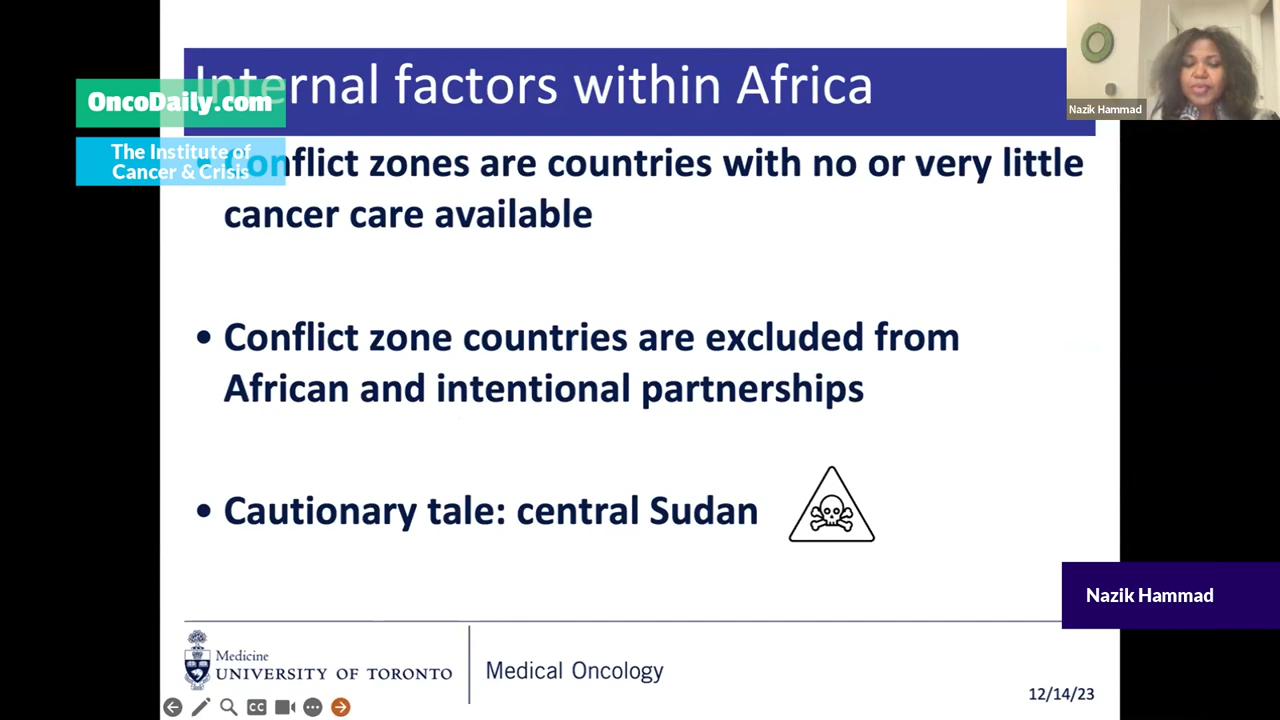 Internal factors within Africa
OncoDaily.com
The Institute of
Cancer & Crisis
Nazik Hammad
Conflict zones are countries with no or very little
cancer care available
• Conflict zone countries are excluded from
African and intentional partnerships
• Cautionary tale: central Sudan
Nazik Hammad
Medicine
UNIVERSITY OF TORONTO
Medical Oncology
12/14/23
CC